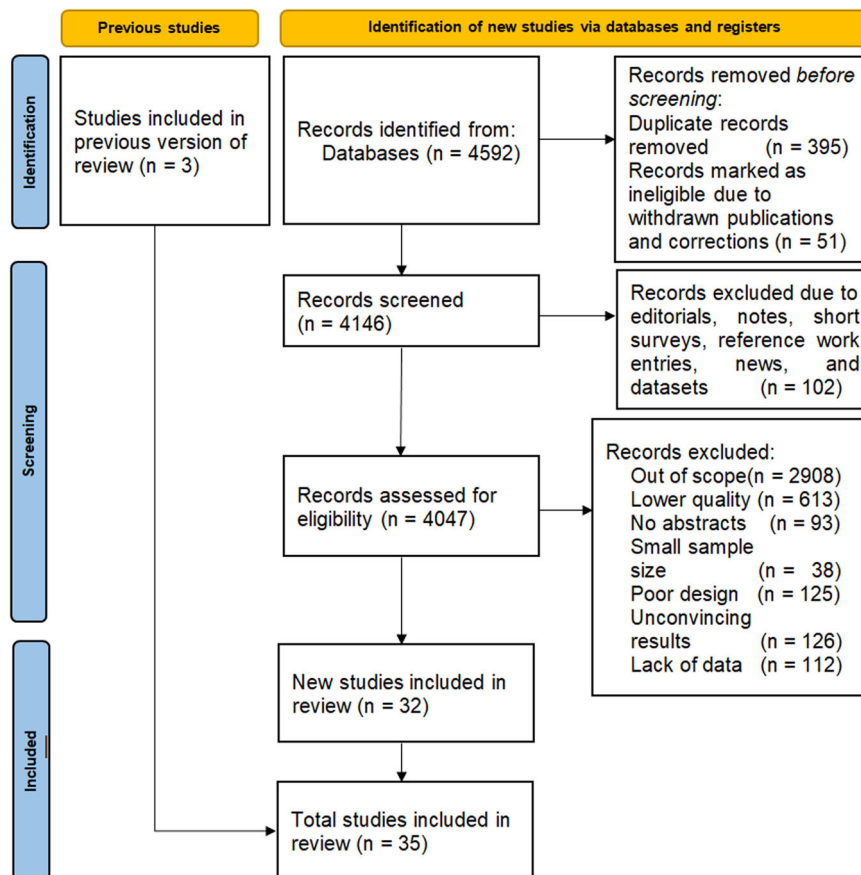 Previous studies
Identification of new studies via databases and registers
Identification
Studies included in
previous version of
review (n = 3)
Records identified from:
Databases (n = 4592)
Records removed before
screening:
Duplicate records
removed (n = 395)
Records marked as
ineligible due to
withdrawn publications
and corrections (n = 51)
Screening
Records screened
(n = 4146)
Records excluded due to
editorials, notes, short
surveys, reference work
entries, news, and
datasets (n = 102)
Records assessed for
eligibility (n = 4047)
Records excluded:
Out of scope(n = 2908)
Lower quality (n = 613)
No abstracts (n = 93)
Small sample
size (n = 38)
Poor design (n = 125)
Unconvincing
results (n = 126)
Lack of data (n = 112)
Included
New studies included in
review (n = 32)
Total studies included in
review (n = 35)